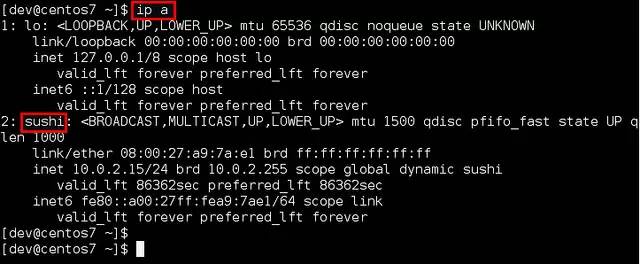 [dev@centos7 ~]$ ip a
1: lo: <LOOPBACK,UP,LOWER_UP> mtu 65536 qdisc noqueue state UNKNOWN
link/loopback 00:00:00:00:00:00 brd 00:00:00:00:00:00
inet 127.0.0.1/8 scope host lo
valid_lft forever preferred_lft forever
inet6 ::1/128 scope host
valid_lft forever preferred_lft forever
2: sushi: <BROADCAST,MULTICAST,UP,LOWER_UP> mtu 1500 qdisc pfifo_fast state UP q
len 1000
link/ether 08:00:27:a9:7a:e1 brd ff:ff:ff:ff:ff:ff
inet 10.0.2.15/24 brd 10.0.2.255 scope global dynamic sushi
valid_lft 86362sec preferred_lft 86362sec
inet6 fe80::a00:27ff:fea9:7ae1/64 scope link
valid_lft forever preferred_lft forever
[dev@centos7 ~]$
[dev@centos7 ~]$